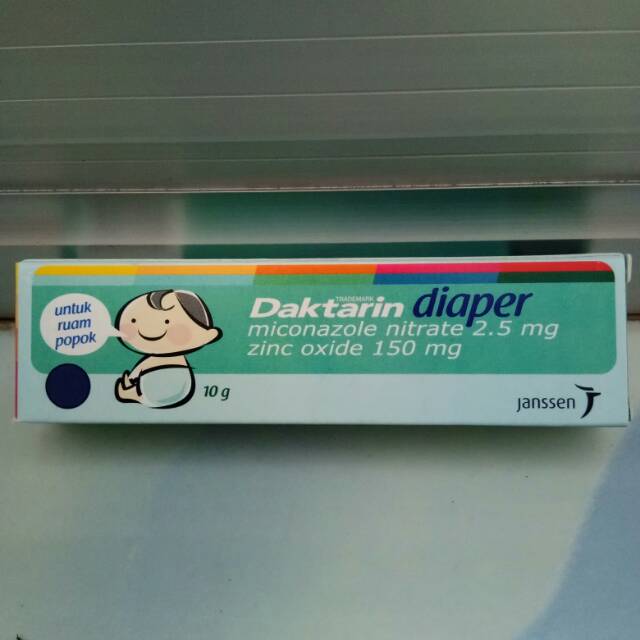 untuk
ruam
popok
TRADEMARK
Daktarin diaper
miconazole nitrate 2.5 mg
zinc oxide 150 mg
10 g
janssen